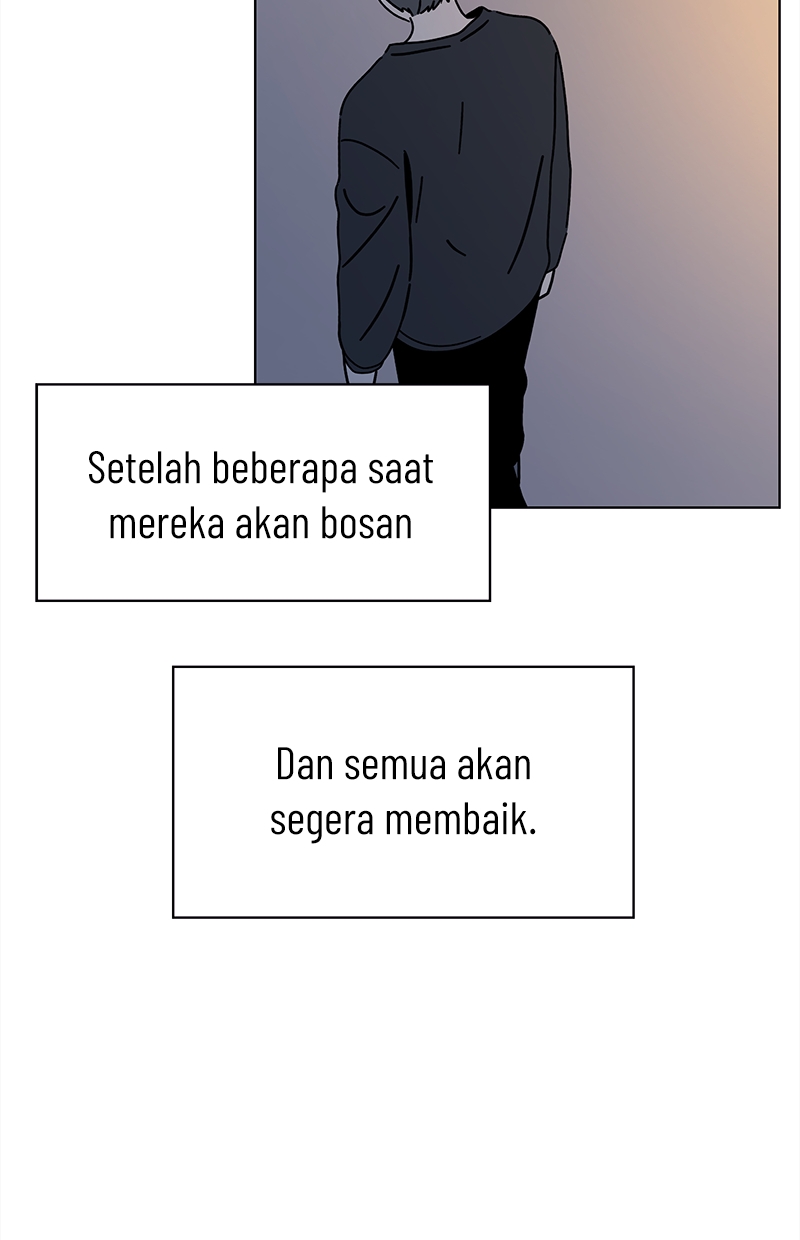 Setelah beberapa saat
mereka akan bosan
Dan semua akan
segera membaik.